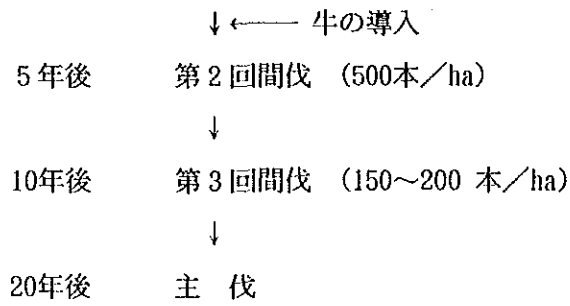 ↓ ←―― 牛の導入
5年後 第2回間伐 (500本／ha)
↓
10年後 第3回間伐 (150～200 本／ha)
↓
20年後 主 伐